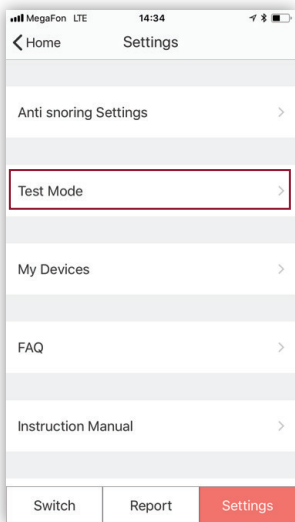 MegaFon LTE 14:34
Home Settings
Anti snoring Settings
Test Mode
My Devices
FAQ
Instruction Manual
Switch Report Settings